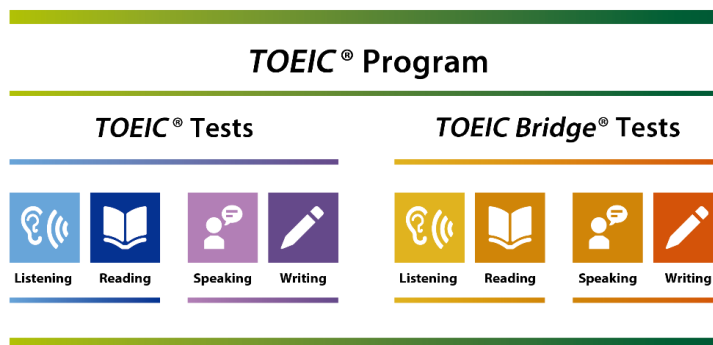 TOEIC® Program
TOEIC® Tests
Listening
Reading
Speaking
Writing
TOEIC Bridge® Tests
Listening
Reading
Speaking
Writing